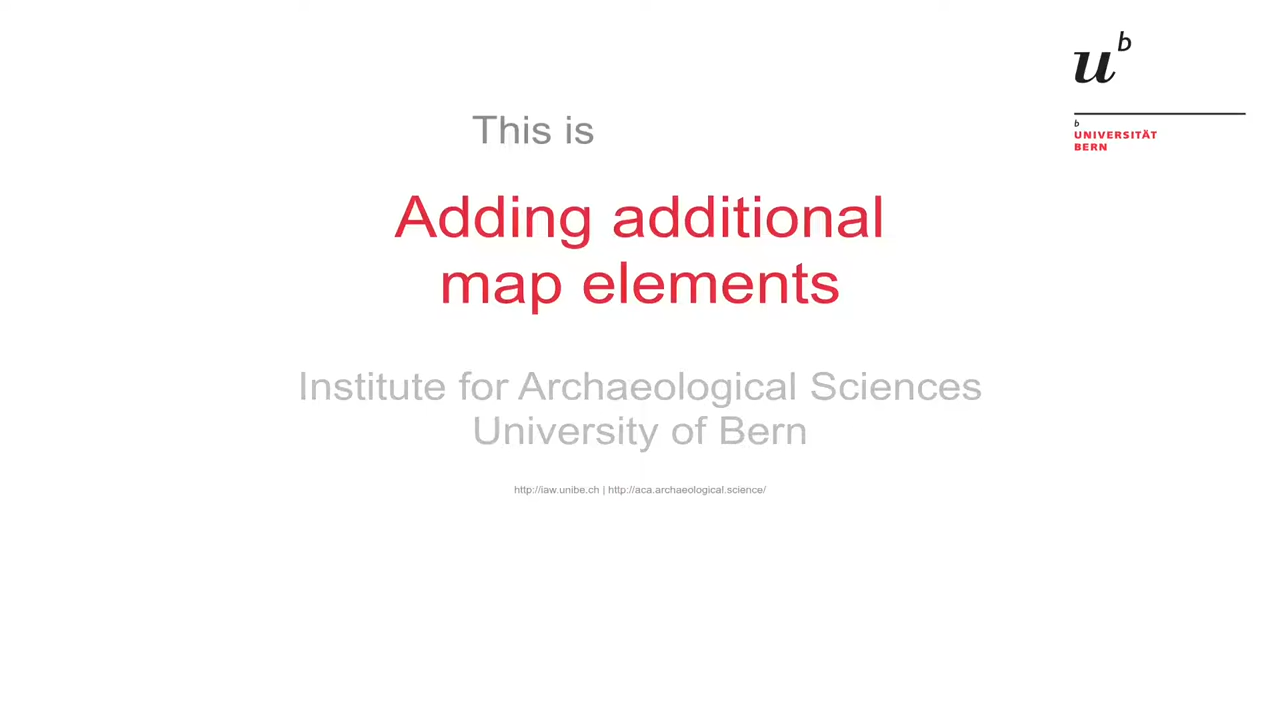 u b
b
UNIVERSITÄT
BERN
This is
Adding additional
map elements
Institute for Archaeological Sciences
University of Bern
http://iaw.unibe.ch | http://aca.archaeological.science/